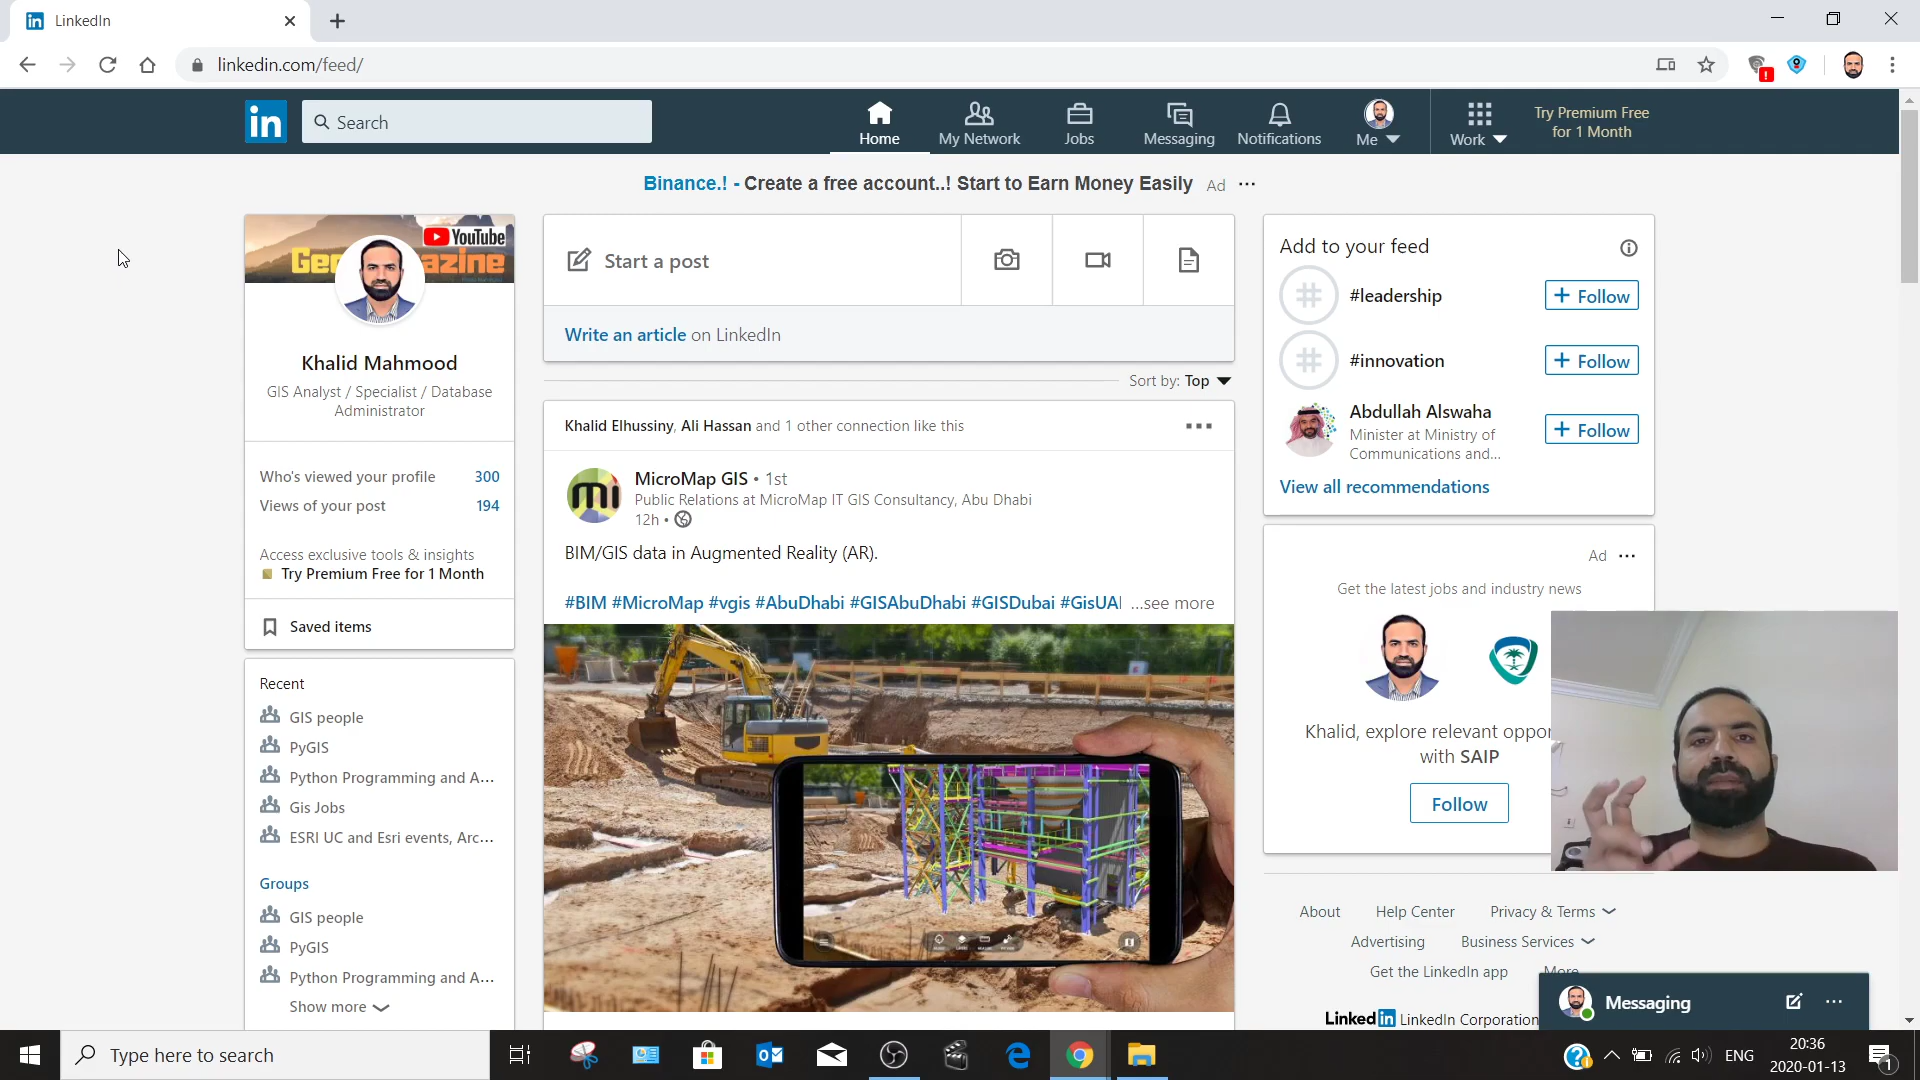 LinkedIn
linkedin.com/feed/
in
Search
Home
My Network
Jobs
Messaging
Notifications
Me
Work
Try Premium Free
for 1 Month
Binance.! - Create a free account..! Start to Earn Money Easily Ad
YouTube
Khalid Mahmood
GIS Analyst / Specialist / Database
Administrator
Who's viewed your profile 300
Views of your post 194
Access exclusive tools & insights
Try Premium Free for 1 Month
Saved items
Recent
GIS people
PyGIS
Python Programming and A...
Gis Jobs
ESRI UC and Esri events, Arc...
Groups
GIS people
PyGIS
Python Programming and A...
Show more
Start a post
Write an article on LinkedIn
Sort by: Top
Khalid Elhussiny, Ali Hassan and 1 other connection like this
mi
MicroMap GIS • 1st
Public Relations at MicroMap IT GIS Consultancy, Abu Dhabi
12h •
BIM/GIS data in Augmented Reality (AR).
#BIM #MicroMap #vgis #AbuDhabi #GISAbuDhabi #GISDubai #GisUAE ...see more
Add to your feed
#leadership
+ Follow
#innovation
+ Follow
Abdullah Alswaha
Minister at Ministry of
Communications and...
+ Follow
View all recommendations
Ad
Get the latest jobs and industry news
Khalid, explore relevant oppor
with SAIP
Follow
About Help Center Privacy & Terms
Advertising Business Services
Get the LinkedIn app More
LinkedIn LinkedIn Corporation
Messaging
Type here to search
ENG
20:36
2020-01-13
1